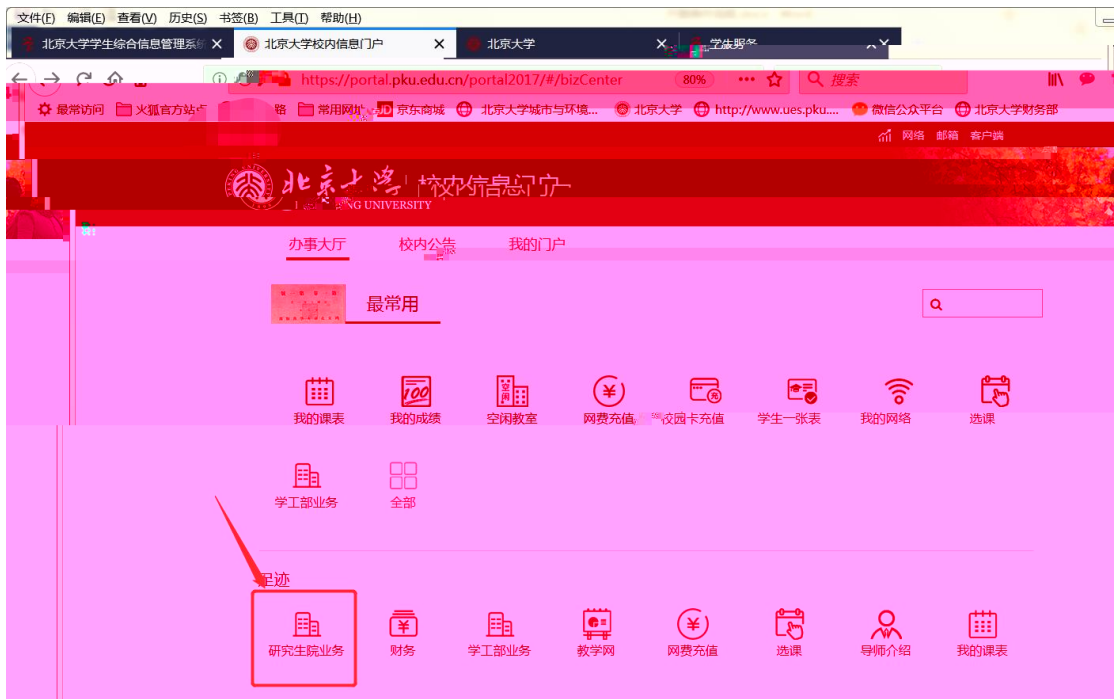 文件(F) 编辑(E) 查看(V) 历史(S) 书签(B) 工具(T) 帮助(H)
北京大学学生综合信息管理系统 北京大学校内信息门户 北京大学
https://portal.pku.edu.cn/portal2017/#/bizCenter 80% 搜索
最常访问 火狐官方站点 常用网址 京东商城 北京大学城市与环境... 北京大学 http://www.ues.pku.... 微信公众平台 北京大学财务部
网络 邮箱 客户端
北京大学 校内信息门户
UNIVERSITY
办事大厅 校内公告 我的门户
最常用
我的课表 我的成绩 空闲教室 网费充值 校园卡充值 学生一张表 我的网络 选课
学工部业务 全部
足迹
研究生院业务 财务 学工部业务 教学网 网费充值 选课 导师介绍 我的课表